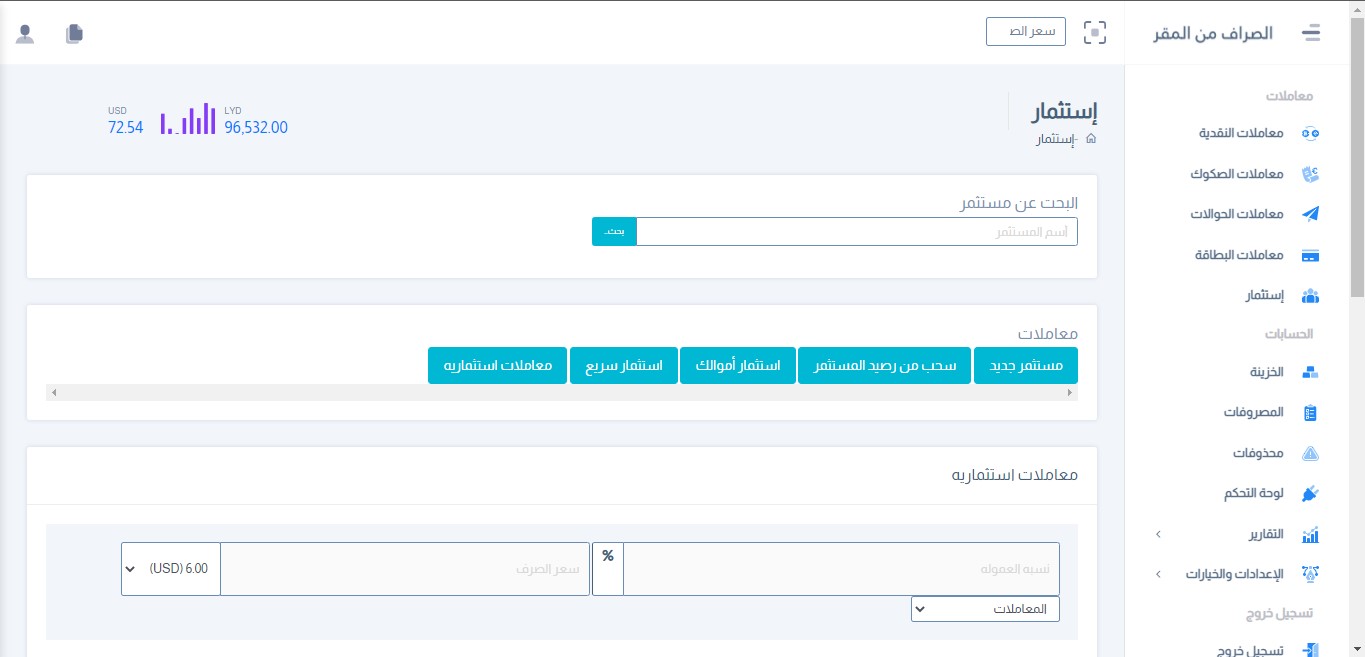 الصراف من المقر
سعر الص
معاملات
معاملات النقدية
معاملات الصكوك
معاملات الحوالات
معاملات البطاقة
إستثمار
الحسابات
الخزينة
المصروفات
محذوفات
لوحة التحكم
التقارير
الإعدادات والخيارات
تسجيل خروج
تسجيل خروج
إستثمار
-إستثمار
LYD
96,532.00
USD
72.54
البحث عن مستثمر
أسم المستثمر
بحث..
معاملات
مستثمر جديد
سحب من رصيد المستثمر
استثمار أموالك
استثمار سريع
معاملات استثماريه
معاملات استثماريه
نسبه العموله
%
سعر الصرف
6.00 (USD)
المعاملات